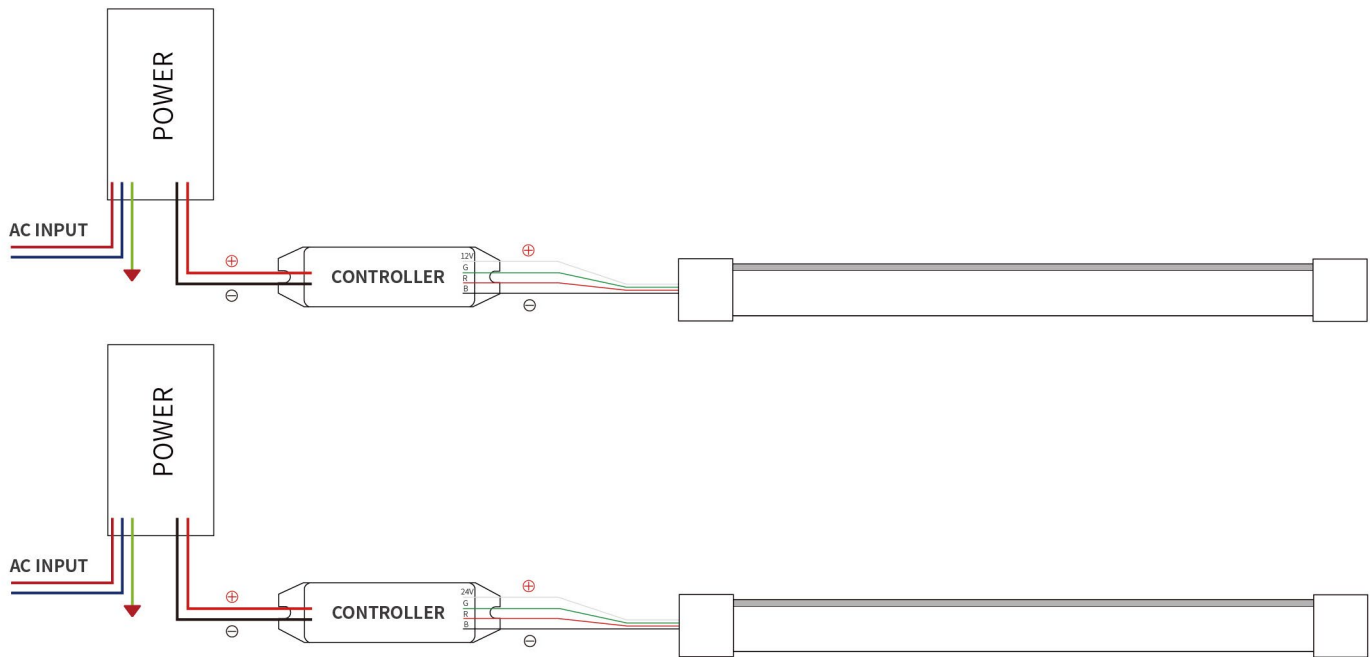 POWER
AC INPUT
⊕
⊖
CONTROLLER
12V
G
R
B
⊕
⊖
POWER
AC INPUT
⊕
⊖
CONTROLLER
24V
G
R
B
⊕
⊖